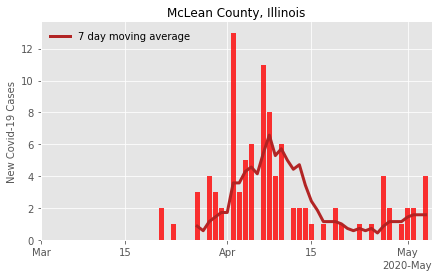 McLean County, Illinois
7 day moving average
New Covid-19 Cases
12
10
8
6
4
2
0
Mar
15
Apr
15
May
2020-May